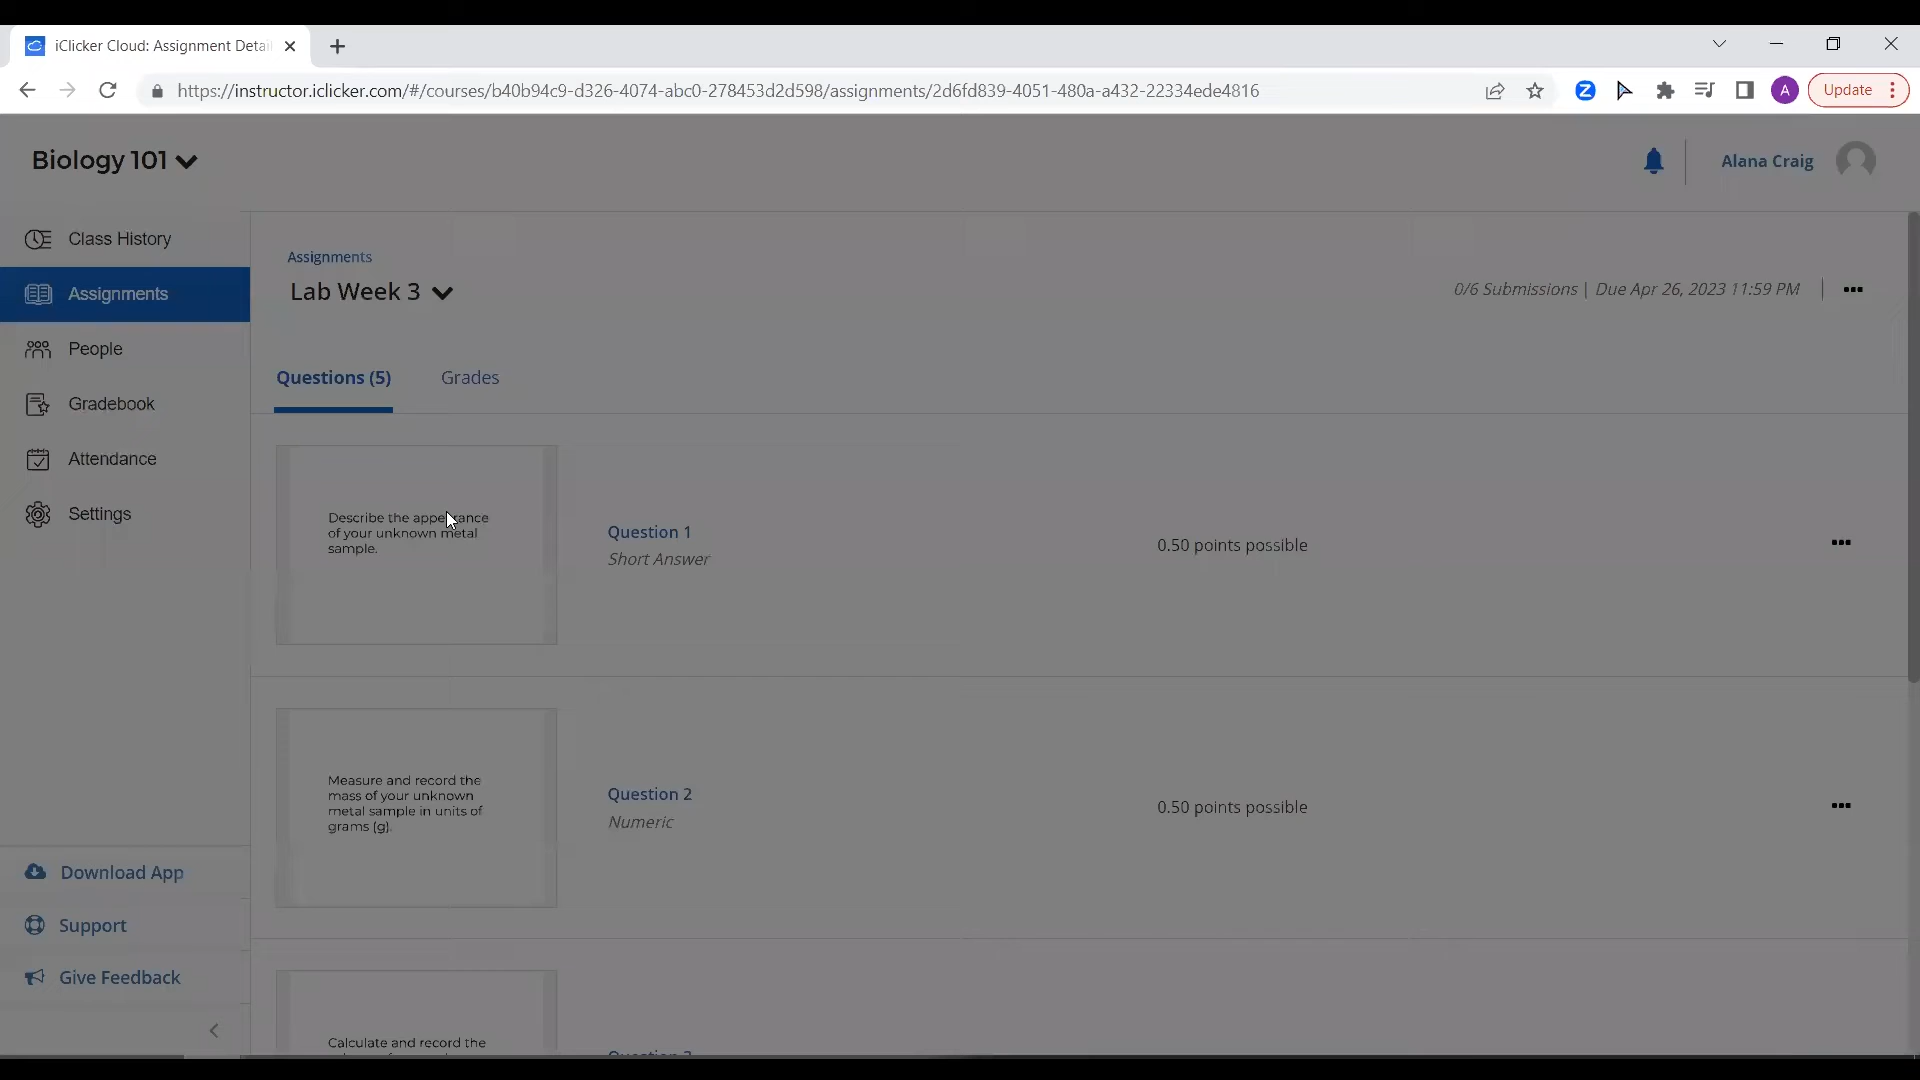 iClicker Cloud: Assignment Detai
https://instructor.iclicker.com/#/courses/b40b94c9-d326-4074-abc0-278453d2d598/assignments/2d6fd839-4051-480a-a432-22334ede4816
A
Update
Biology 101
Alana Craig
Class History
Assignments
People
Gradebook
Attendance
Settings
Download App
Support
Give Feedback
Assignments
Lab Week 3
0/6 Submissions | Due Apr 26, 2023 11:59 PM
Questions (5)
Grades
Describe the appearance
of your unknown metal
sample.
Question 1
Short Answer
0.50 points possible
Measure and record the
mass of your unknown
metal sample in units of
grams (g).
Question 2
Numeric
0.50 points possible
Calculate and record the
Question 3